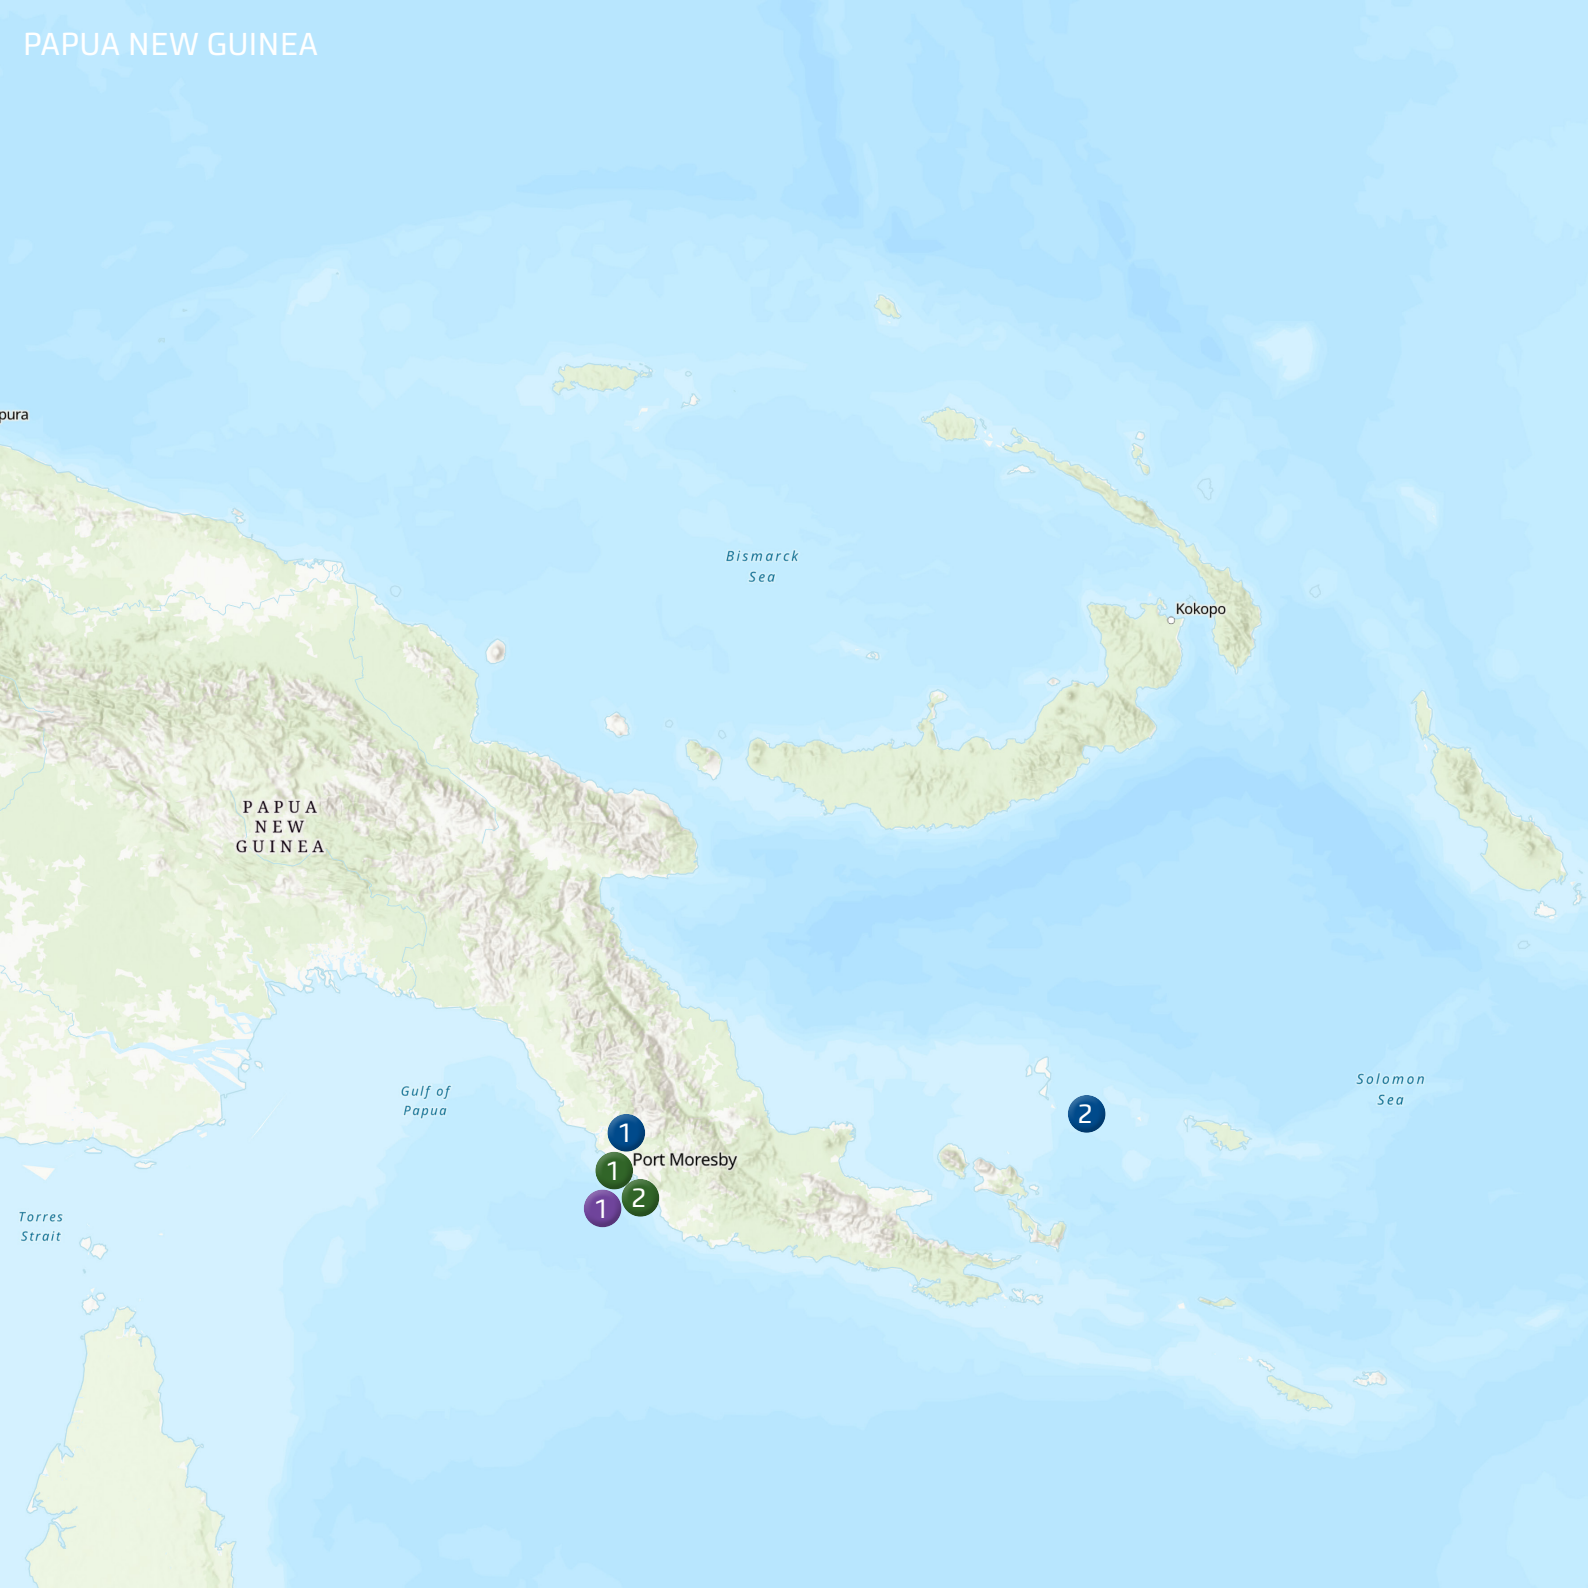 PAPUA NEW GUINEA
pura
Bismarck
Sea
Kokopo
PAPUA
NEW
GUINEA
Gulf of
Papua
Solomon
Sea
2
1
Port Moresby
1
2
1
Torres
Strait